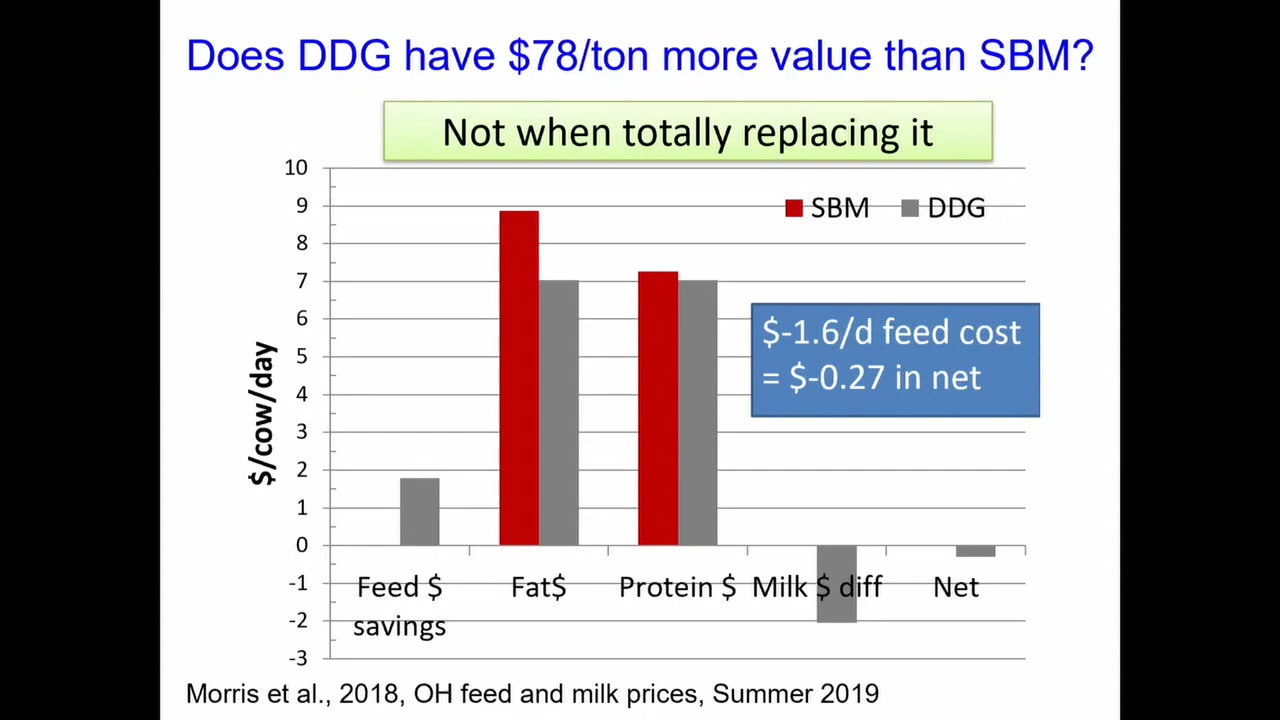 Does DDG have $78/ton more value than SBM?
Not when totally replacing it
10
9
8
7
6
5
4
3
2
1
0
-1
-2
-3
$/cow/day
SBM
DDG
$-1.6/d feed cost
= $-0.27 in net
Feed $
savings
Fat$
Protein $
Milk $ diff
Net
Morris et al., 2018, OH feed and milk prices, Summer 2019